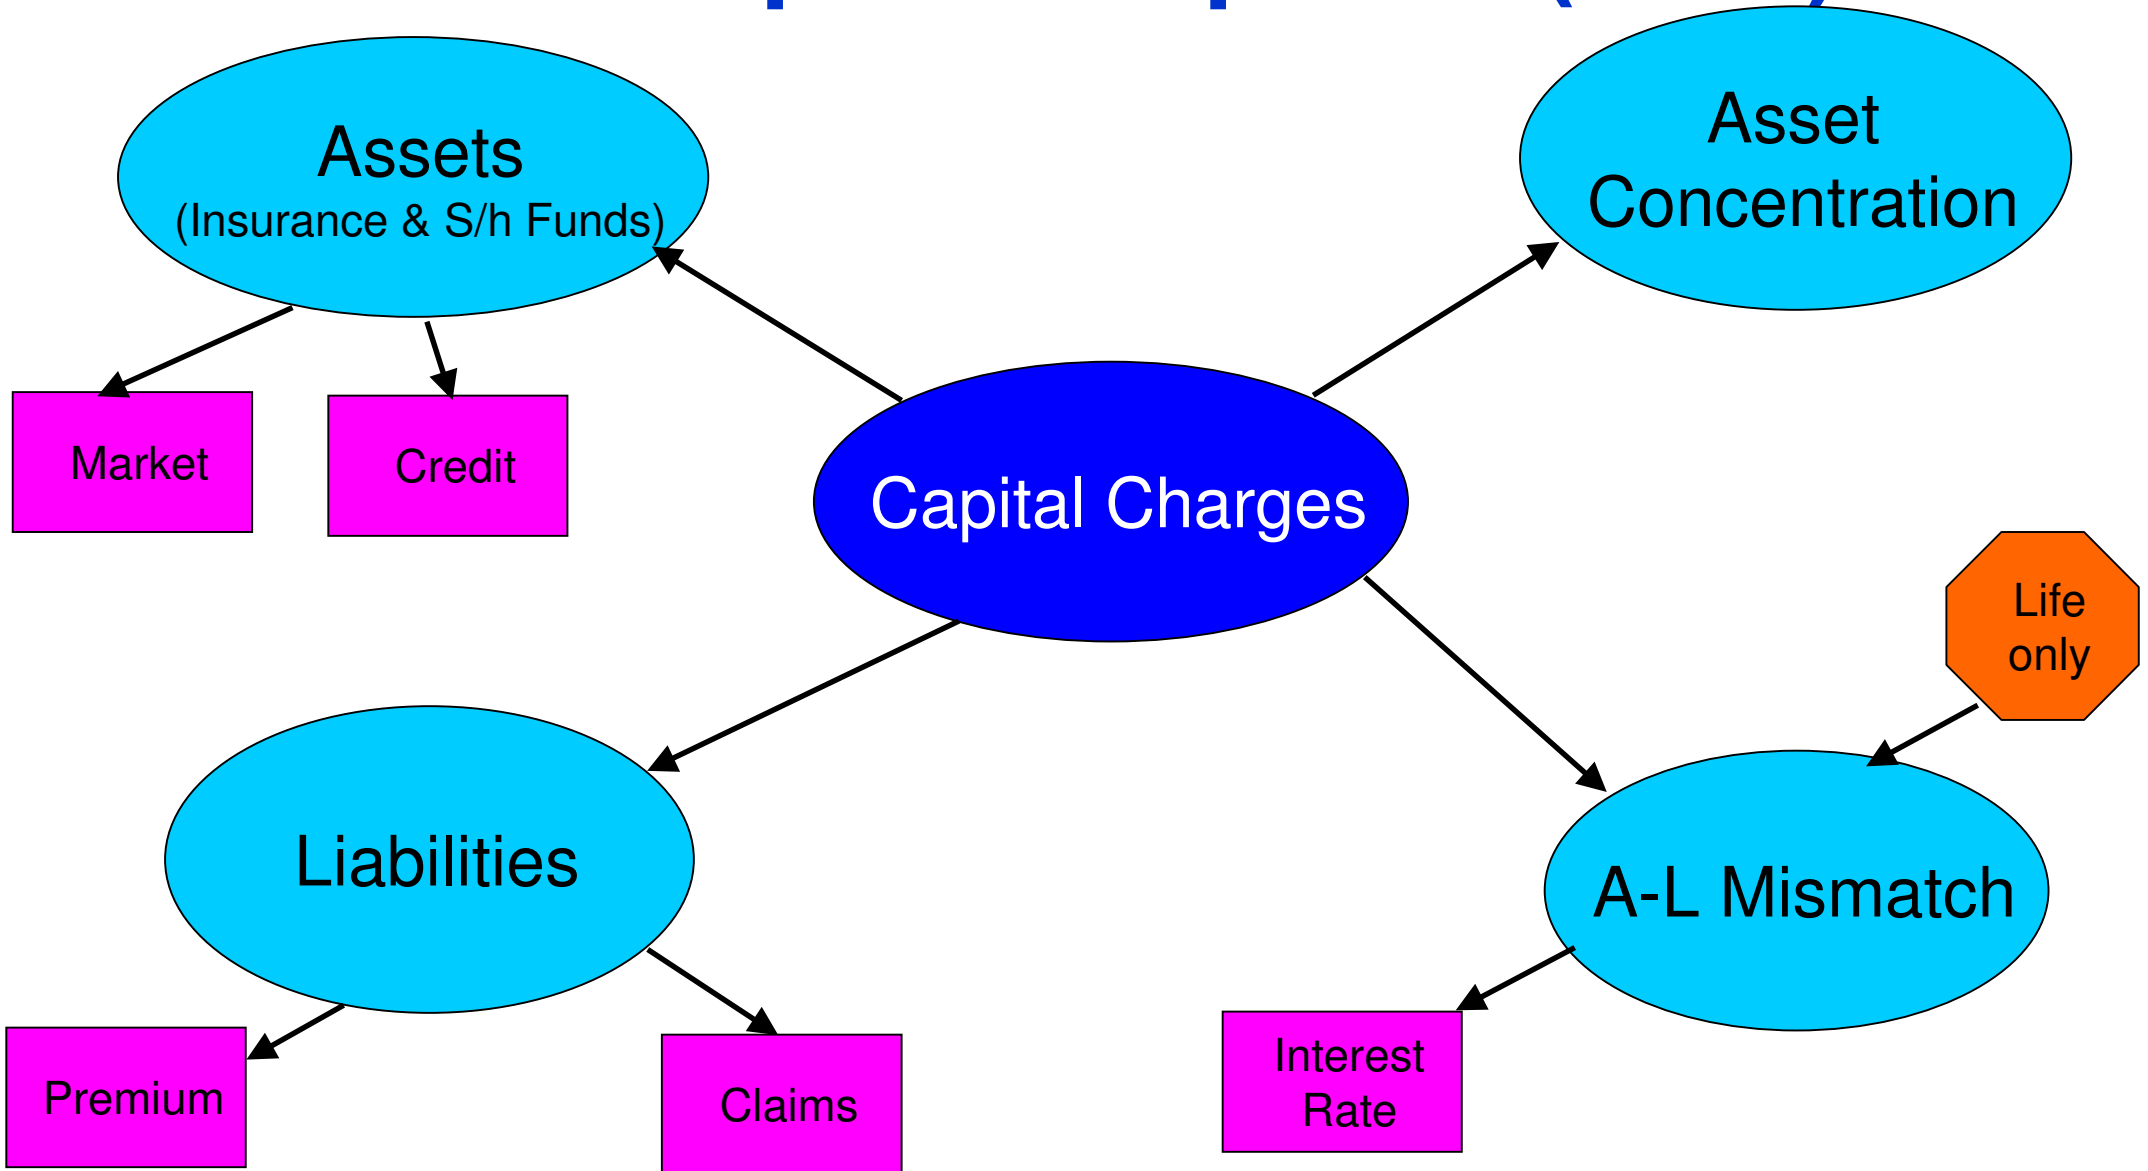 Assets
(Insurance & S/h Funds)
Asset
Concentration
Market
Credit
Capital Charges
Life
only
Liabilities
A-L Mismatch
Premium
Claims
Interest
Rate